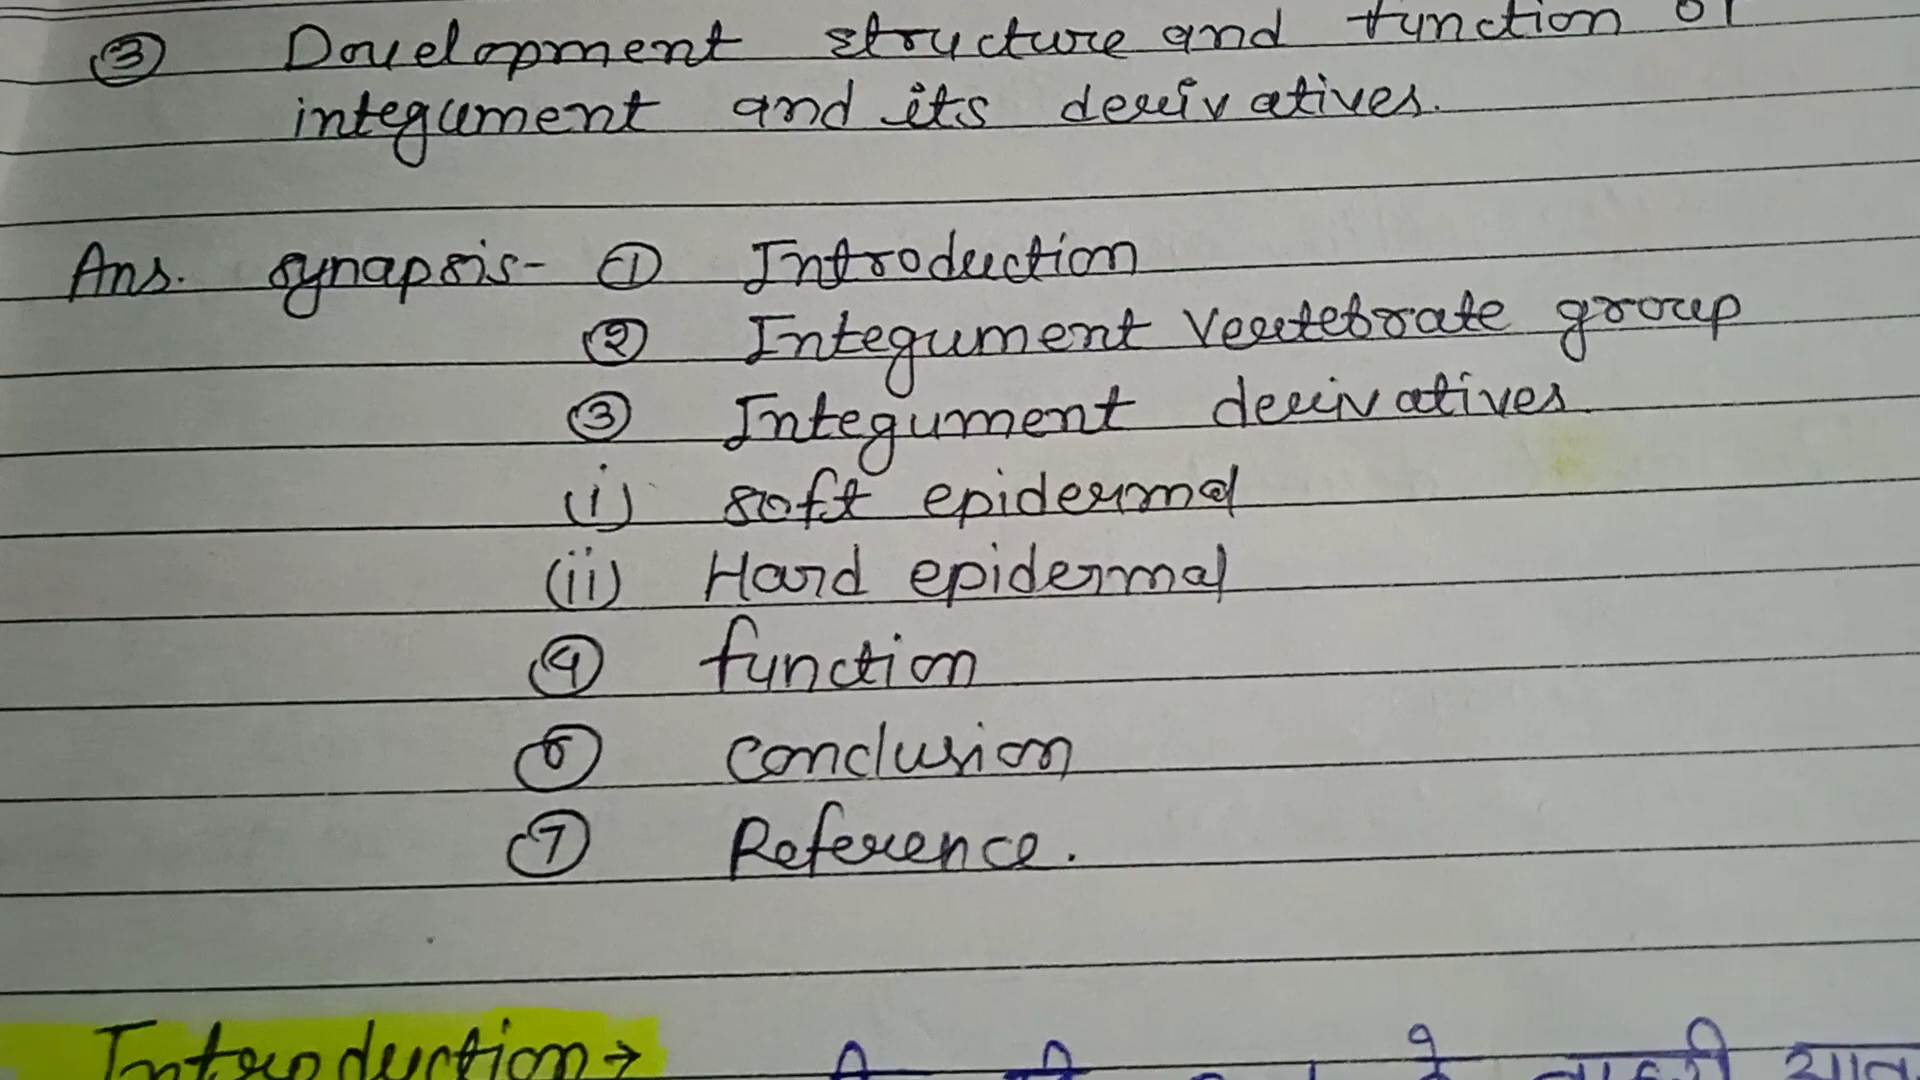 ③ Development structure and function of
integument and its derivatives.
Ans. synapsis- ① Introduction
② Integument Vertebrate group
③ Integument derivatives
(i) soft epidermal
(ii) Hard epidermal
④ function
⑥ conclusion
⑦ Reference.
Introduction→